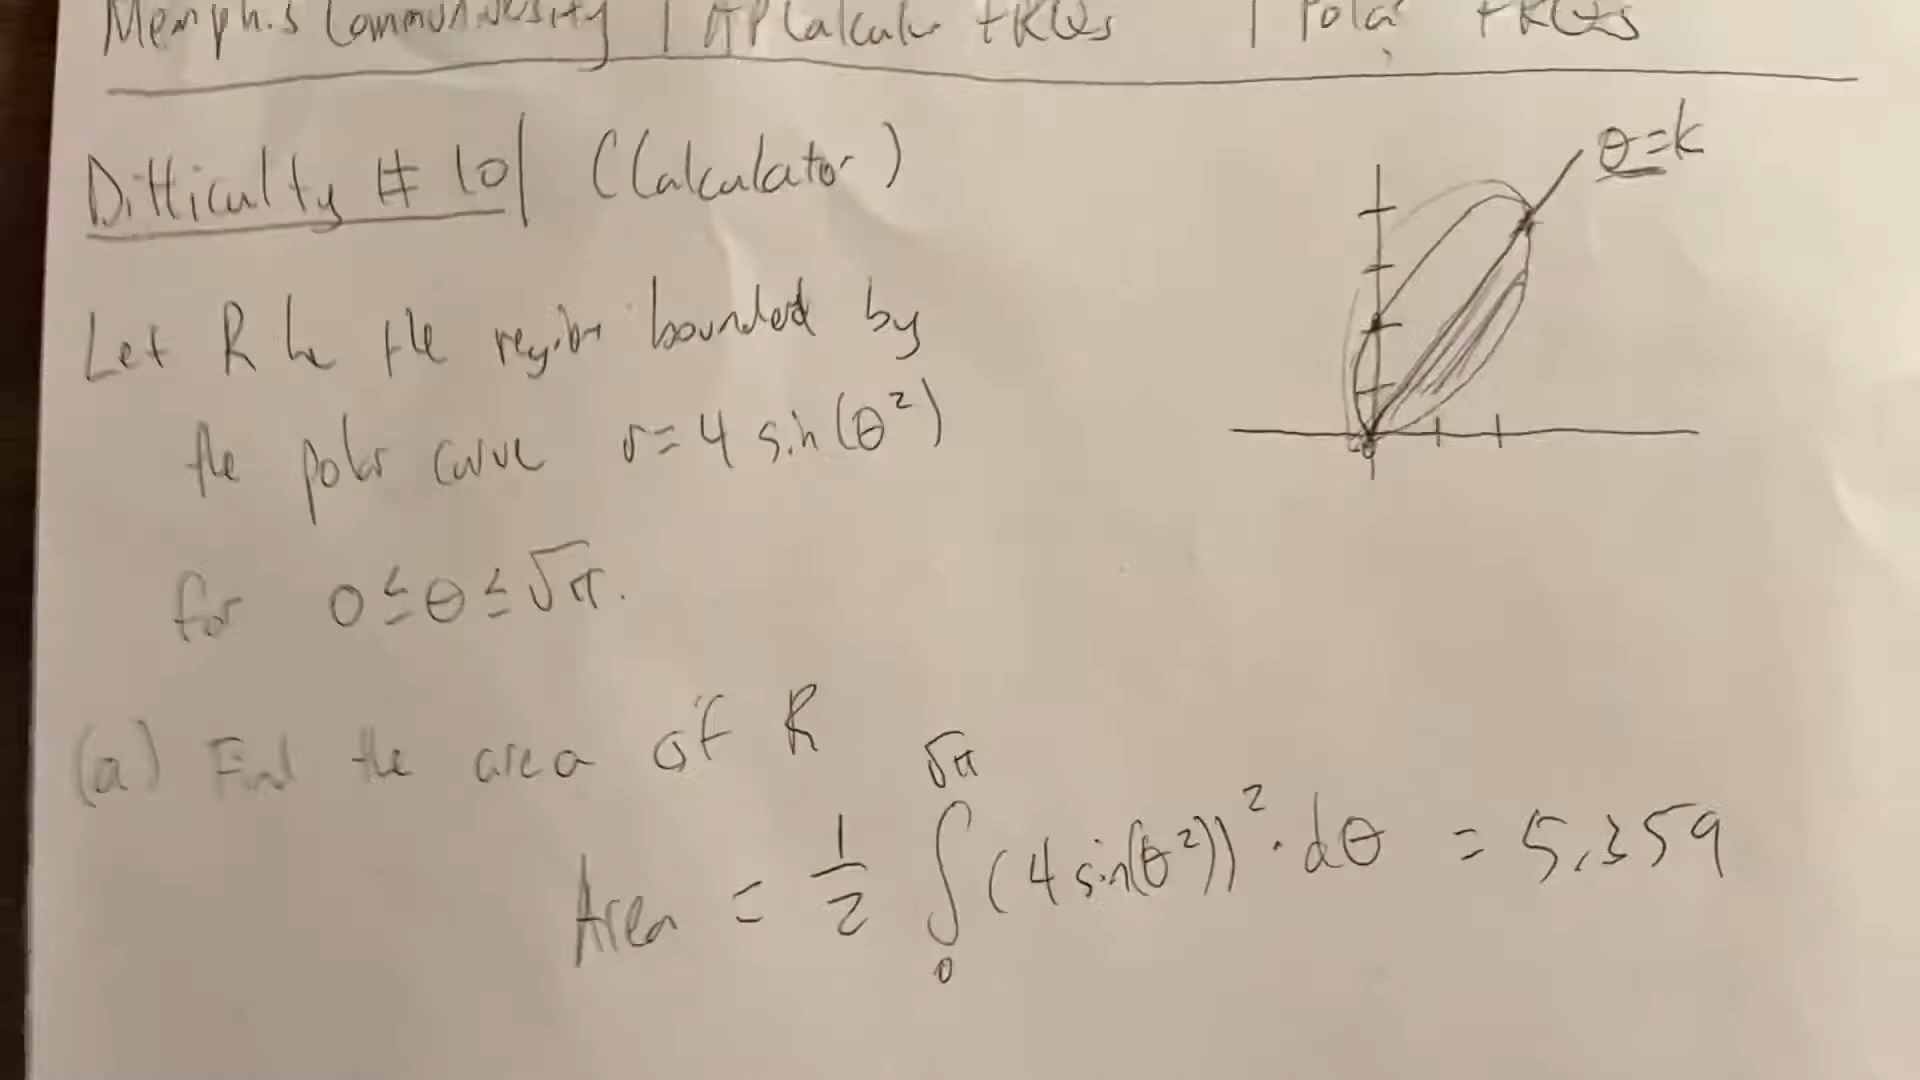 Memphis Communiversity | AP Calculus FRQs | Polar FRQs
Difficulty # 10 (Calculator)
θ=k
Let R be the region bounded by
the polar curve r=4 sin(θ²)
for 0≤θ≤√π.
(a) Find the area of R
Area = 1/2 ∫₀^√π (4 sin(θ²))² · dθ = 5.359